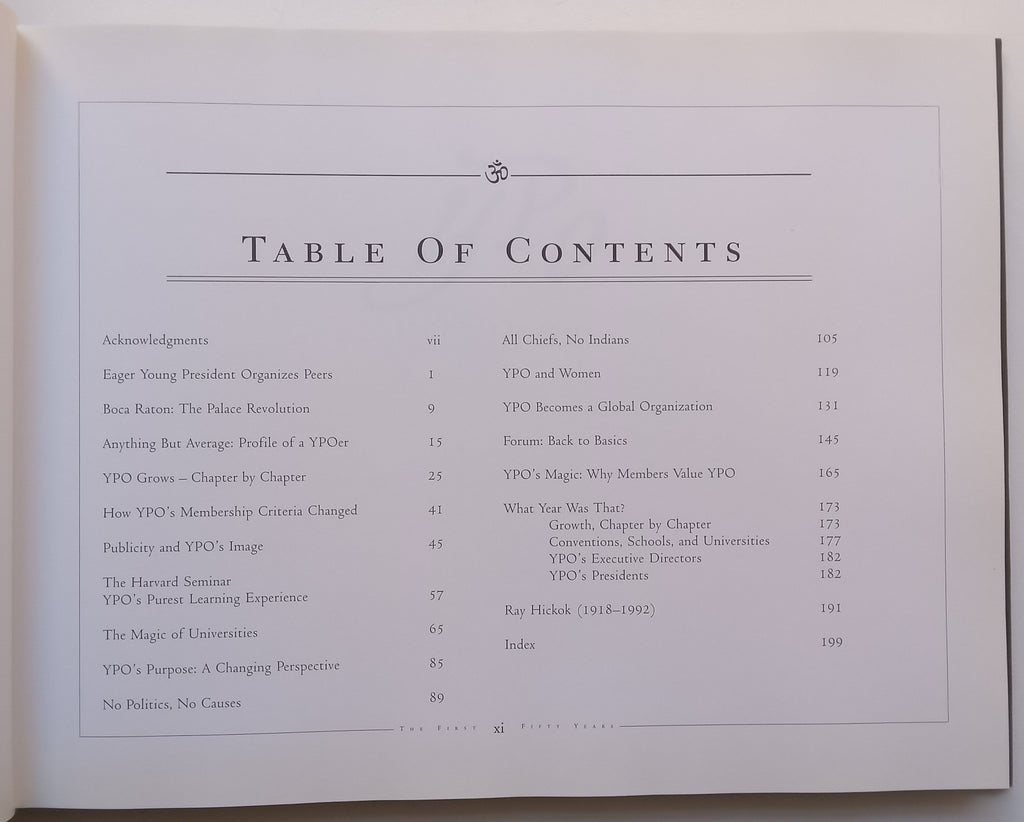 ॐ
TABLE OF CONTENTS
Acknowledgments vii
Eager Young President Organizes Peers 1
Boca Raton: The Palace Revolution 9
Anything But Average: Profile of a YPOer 15
YPO Grows – Chapter by Chapter 25
How YPO's Membership Criteria Changed 41
Publicity and YPO's Image 45
The Harvard Seminar
YPO's Purest Learning Experience 57
The Magic of Universities 65
YPO's Purpose: A Changing Perspective 85
No Politics, No Causes 89
All Chiefs, No Indians 105
YPO and Women 119
YPO Becomes a Global Organization 131
Forum: Back to Basics 145
YPO's Magic: Why Members Value YPO 165
What Year Was That? 173
Growth, Chapter by Chapter 173
Conventions, Schools, and Universities 177
YPO's Executive Directors 182
YPO's Presidents 182
Ray Hickok (1918–1992) 191
Index 199
THE FIRST xi FIFTY YEARS